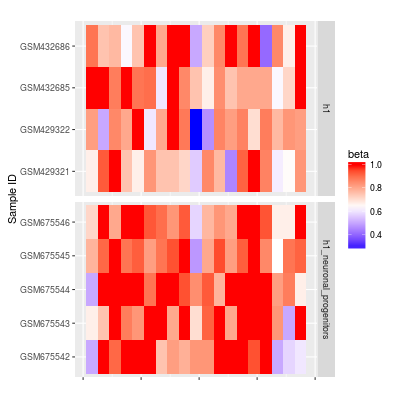 GSM432686
GSM432685
GSM429322
GSM429321
h1
GSM675546
GSM675545
GSM675544
GSM675543
GSM675542
h1_neuronal_progenitors
Sample ID
beta
1.0
0.8
0.6
0.4